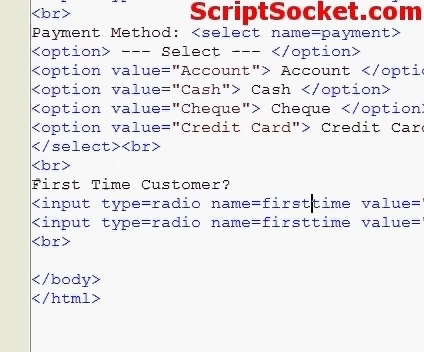 ScriptSocket.com
<br>
Payment Method: <select name=payment>
<option> --- Select --- </option>
<option value="Account"> Account </optio
<option value="Cash"> Cash </option>
<option value="Cheque"> Cheque </option>
<option value="Credit Card"> Credit Card
</select><br>
<br>
First Time Customer?
<input type=radio name=firsttime value="
<input type=radio name=firsttime value="
<br>
</body>
</html>